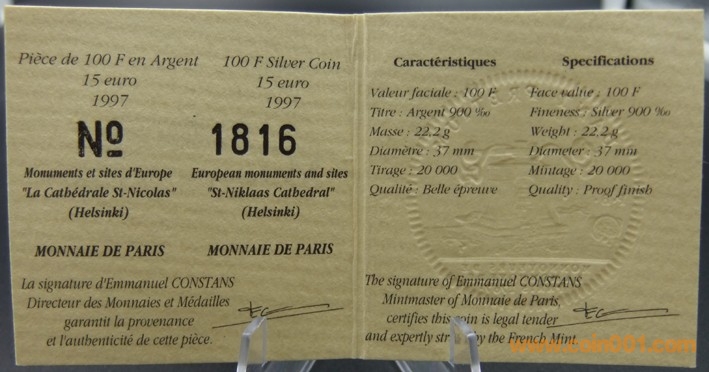 Pièce de 100 F en Argent
15 euro
1997
100 F Silver Coin
15 euro
1997
Nº 1816
Monuments et sites d'Europe
"La Cathédrale St-Nicolas"
(Helsinki)
European monuments and sites
"St-Niklaas Cathedral"
(Helsinki)
MONNAIE DE PARIS
MONNAIE DE PARIS
La signature d'Emmanuel CONSTANS
Directeur des Monnaies et Médailles
garantit la provenance
et l'authenticité de cette pièce.
Caractéristiques
Valeur faciale : 100 F
Titre : Argent 900 ‰
Masse : 22,2 g
Diamètre : 37 mm
Tirage : 20 000
Qualité : Belle épreuve
Specifications
Face value : 100 F
Fineness : Silver 900 ‰
Weight : 22,2 g
Diameter : 37 mm
Mintage : 20 000
Quality : Proof finish
The signature of Emmanuel CONSTANS
Mintmaster of Monnaie de Paris
certifies this coin is legal tender
and expertly by the French Mint.
www.coin001.com